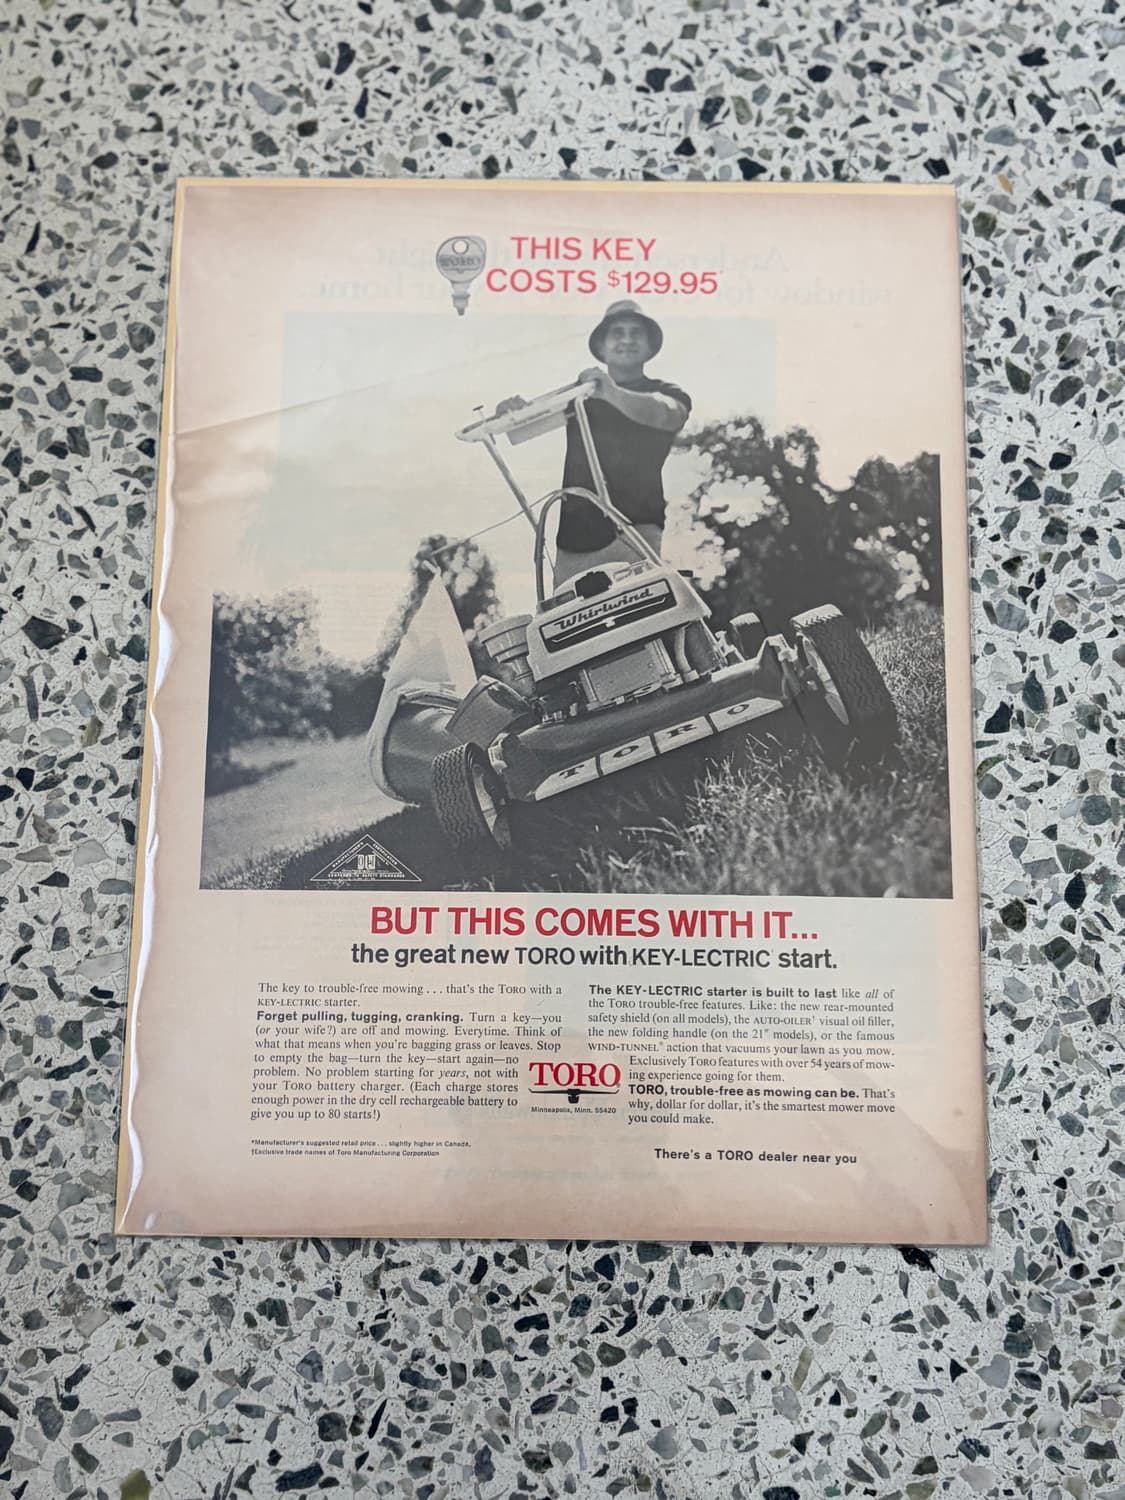 THIS KEY
COSTS $129.95*
Whirlwind
TORO
BUT THIS COMES WITH IT...
the great new TORO with KEY-LECTRIC† start.
The key to trouble-free mowing . . . that's the TORO with a
KEY-LECTRIC starter.
Forget pulling, tugging, cranking. Turn a key—you
(or your wife?) are off and mowing. Everytime. Think of
what that means when you're bagging grass or leaves. Stop
to empty the bag—turn the key—start again—no
problem. No problem starting for years, not with
your TORO battery charger. (Each charge stores
enough power in the dry cell rechargeable battery to
give you up to 80 starts!)
*Manufacturer's suggested retail price . . . slightly higher in Canada.
†Exclusive trade names of Toro Manufacturing Corporation
TORO®
Minneapolis, Minn. 55420
The KEY-LECTRIC starter is built to last like all of
the TORO trouble-free features. Like: the new rear-mounted
safety shield (on all models), the AUTO-OILER† visual oil filler,
the new folding handle (on the 21" models), or the famous
WIND-TUNNEL® action that vacuums your lawn as you mow.
Exclusively TORO features with over 54 years of mow-
ing experience going for them.
TORO, trouble-free as mowing can be. That's
why, dollar for dollar, it's the smartest mower move
you could make.
There's a TORO dealer near you